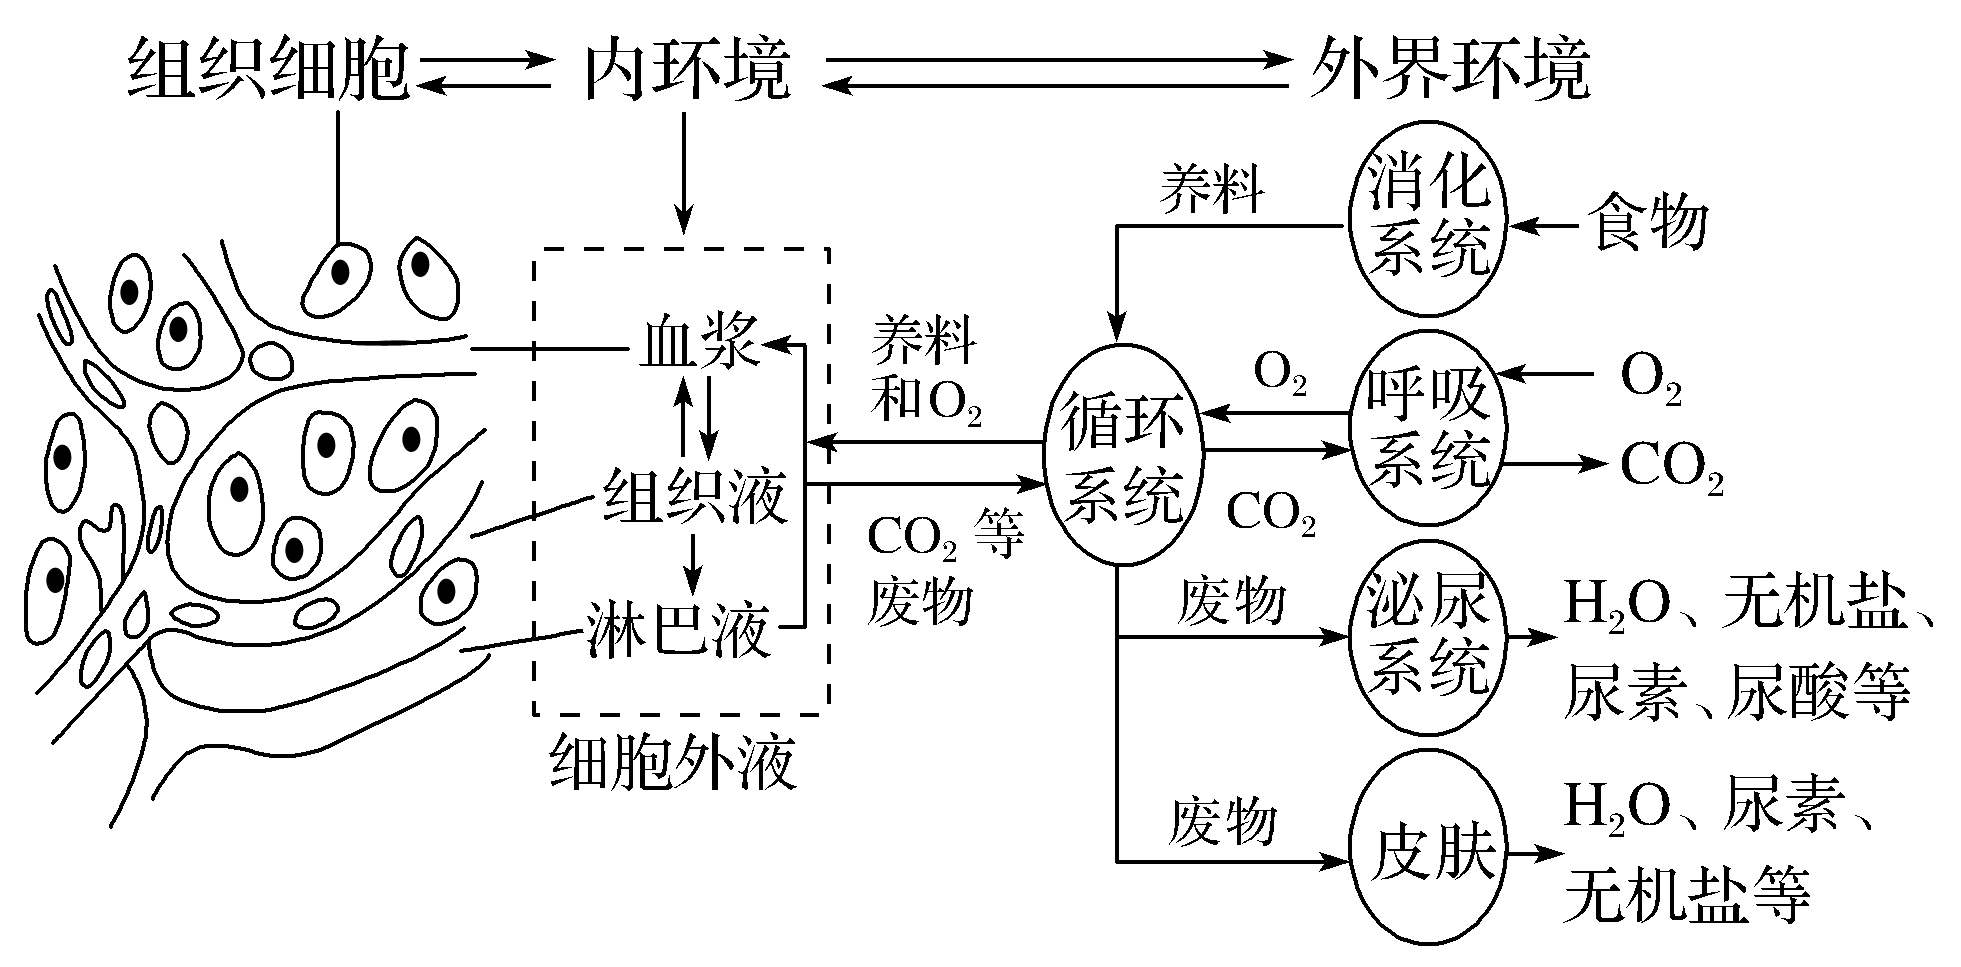 组织细胞 内环境 外界环境
养料
消化
系统
食物
血浆
组织液
淋巴液
细胞外液
养料
和O₂
CO₂等
废物
循环
系统
O₂
CO₂
呼吸
系统
O₂
CO₂
废物
泌尿
系统
H₂O、无机盐、
尿素、尿酸等
废物
皮肤
H₂O、尿素、
无机盐等